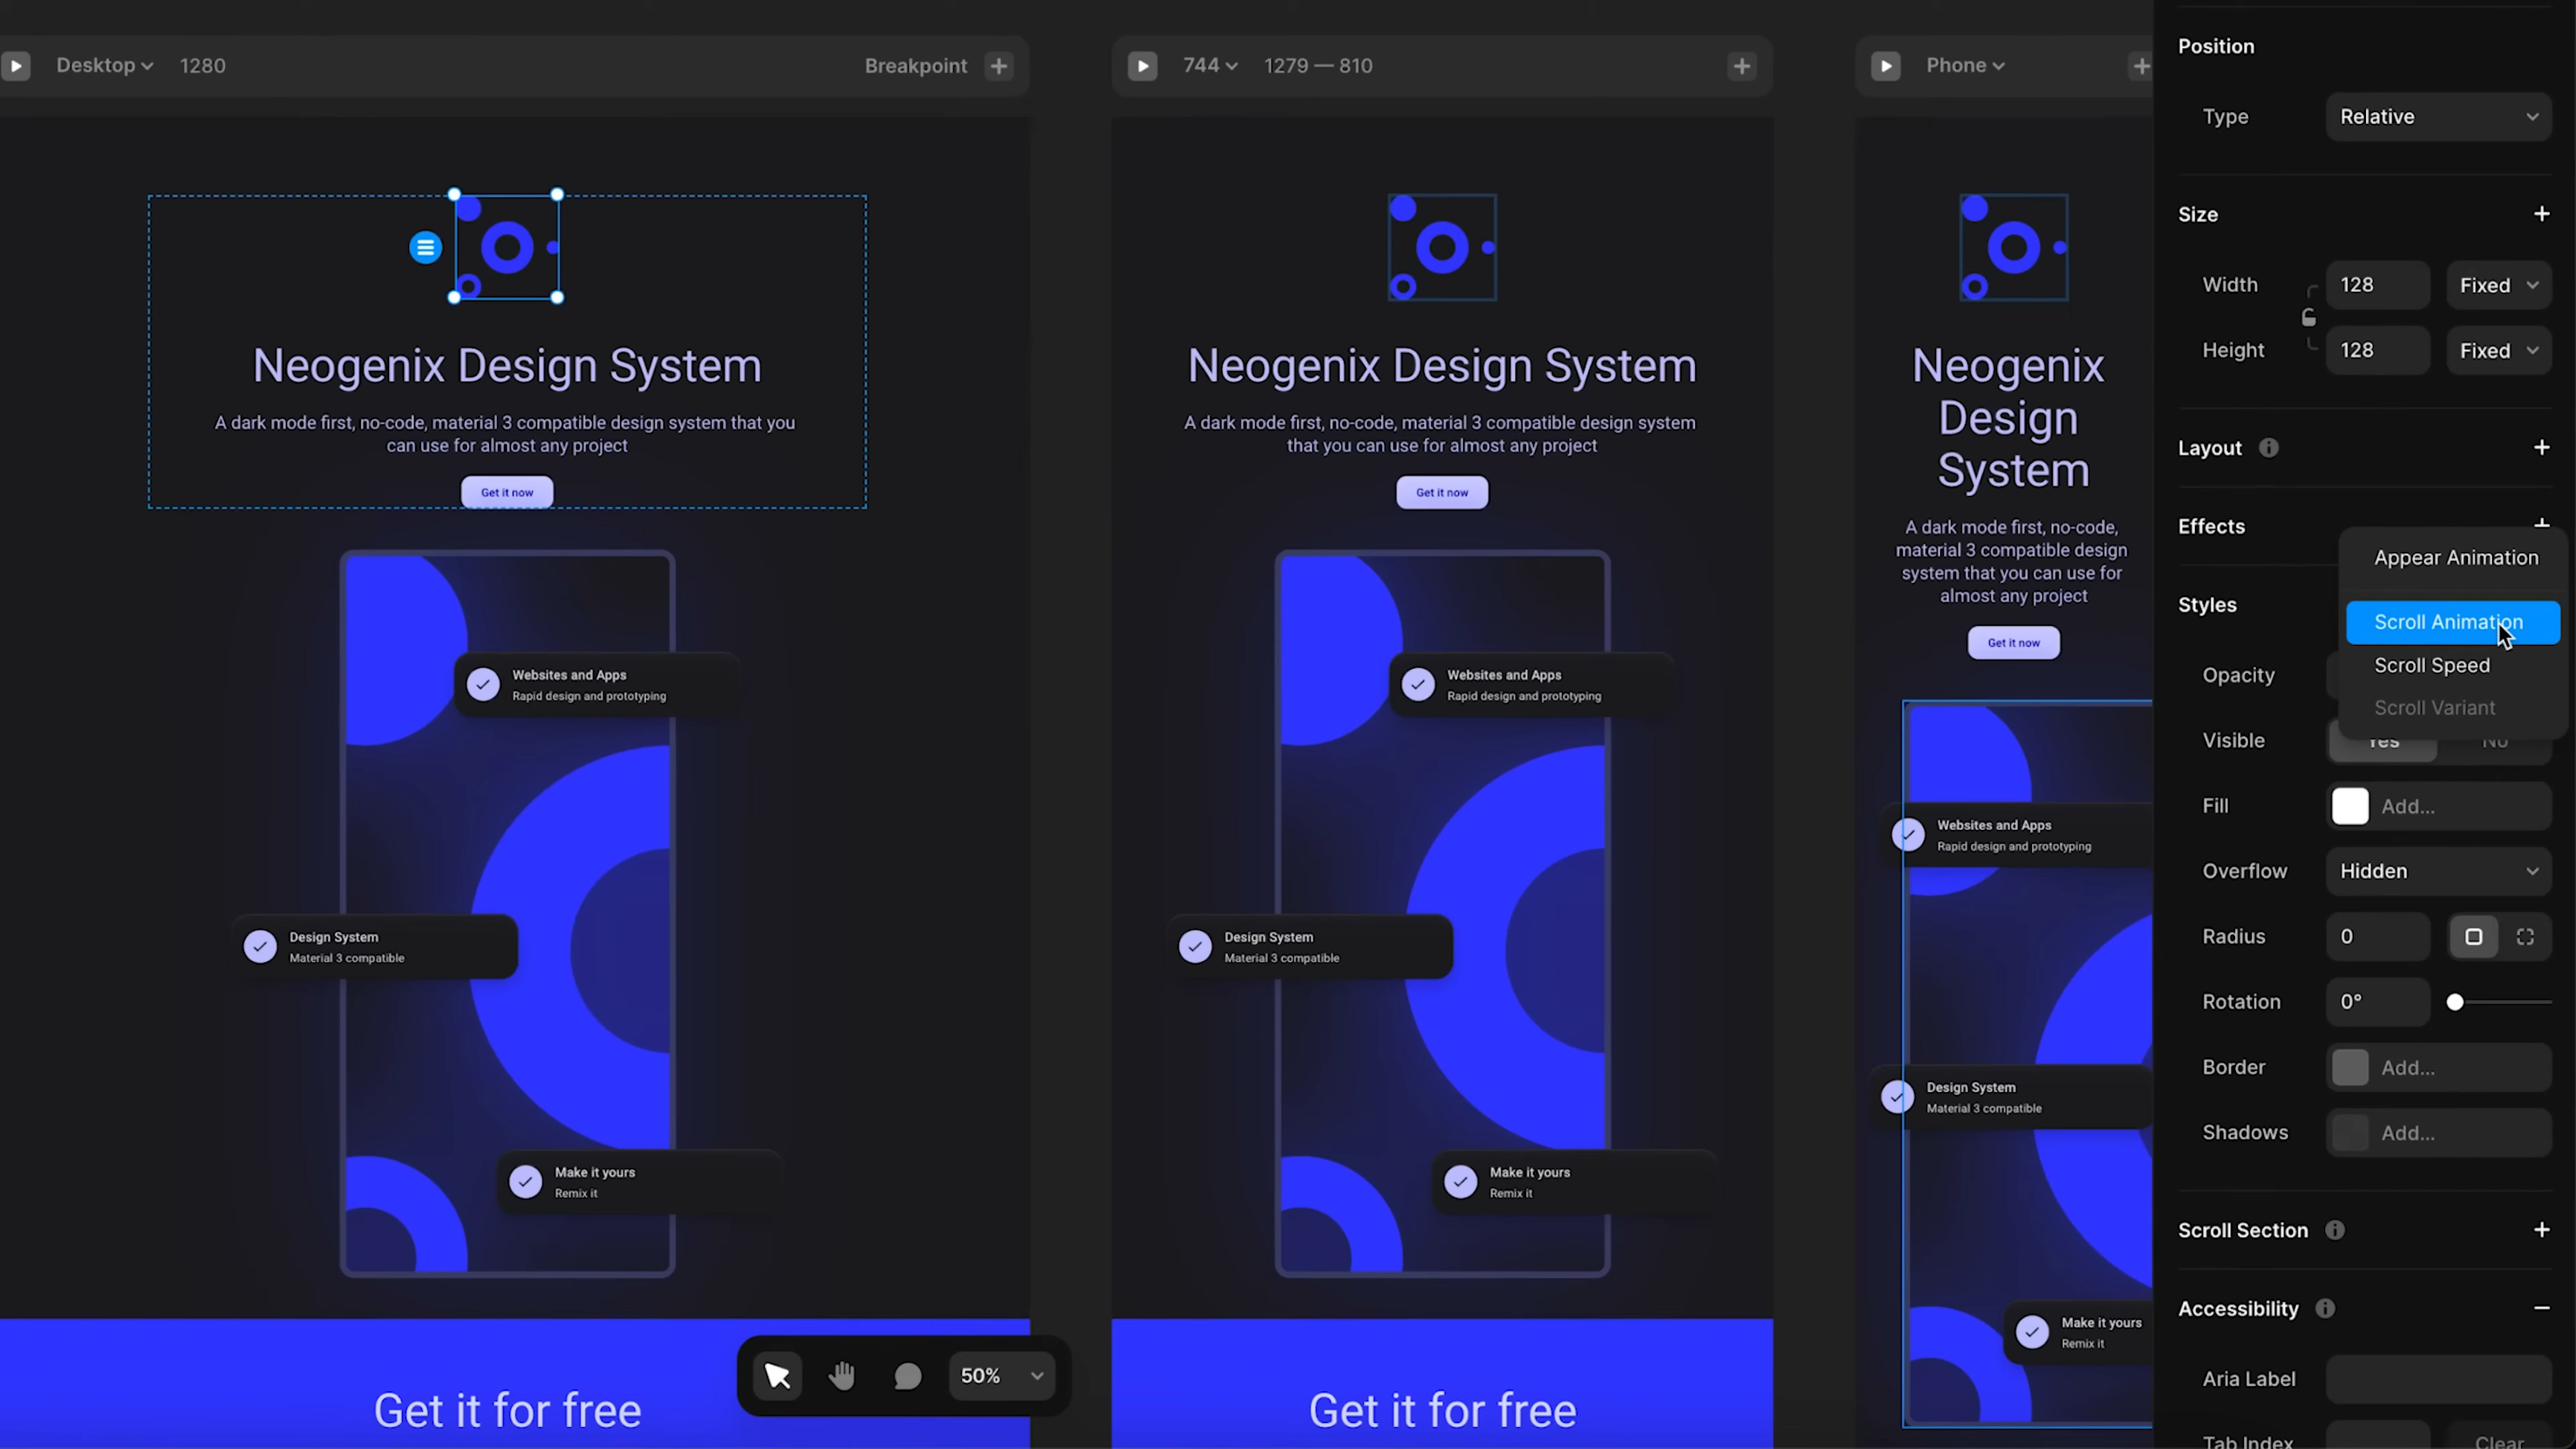 Desktop
1280
Breakpoint
Neogenix Design System
A dark mode first, no-code, material 3 compatible design system that you
can use for almost any project
Get it now
Websites and Apps
Rapid design and prototyping
Design System
Material 3 compatible
Make it yours
Remix it
Get it for free
50%
744
1279 — 810
Neogenix Design System
A dark mode first, no-code, material 3 compatible design system
that you can use for almost any project
Get it now
Websites and Apps
Rapid design and prototyping
Design System
Material 3 compatible
Make it yours
Remix it
Get it for free
Phone
Neogenix
Design
System
A dark mode first, no-code,
material 3 compatible design
system that you can use for
almost any project
Get it now
Websites and Apps
Rapid design and prototyping
Design System
Material 3 compatible
Make it yours
Remix it
Position
Type Relative
Size
Width 128 Fixed
Height 128 Fixed
Layout
Effects
Appear Animation
Scroll Animation
Scroll Speed
Scroll Variant
Styles
Opacity
Visible Yes No
Fill Add...
Overflow Hidden
Radius 0
Rotation 0°
Border Add...
Shadows Add...
Scroll Section
Accessibility
Aria Label
Tab Index Clear